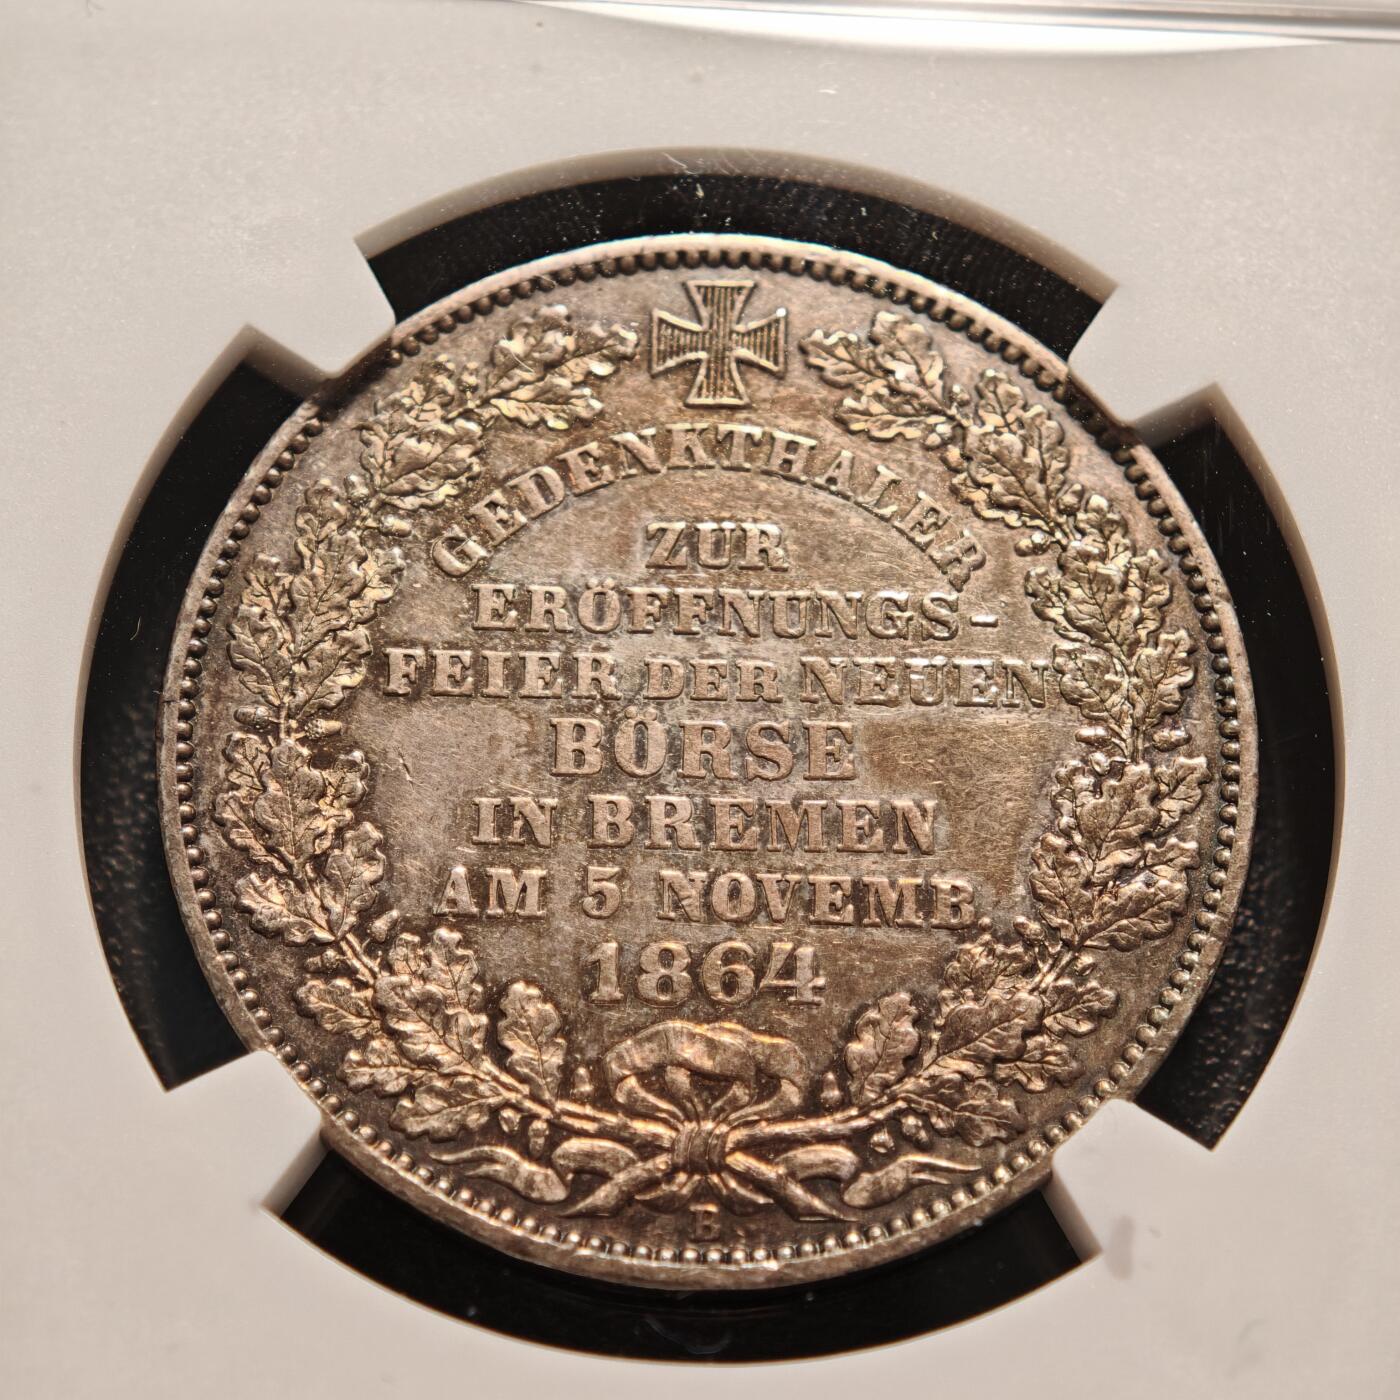 GEDENKTHALER
ZUR
ERÖFFNUNGS-
FEIER DER NEUEN
BÖRSE
IN BREMEN
AM 5 NOVEMB.
1864
B